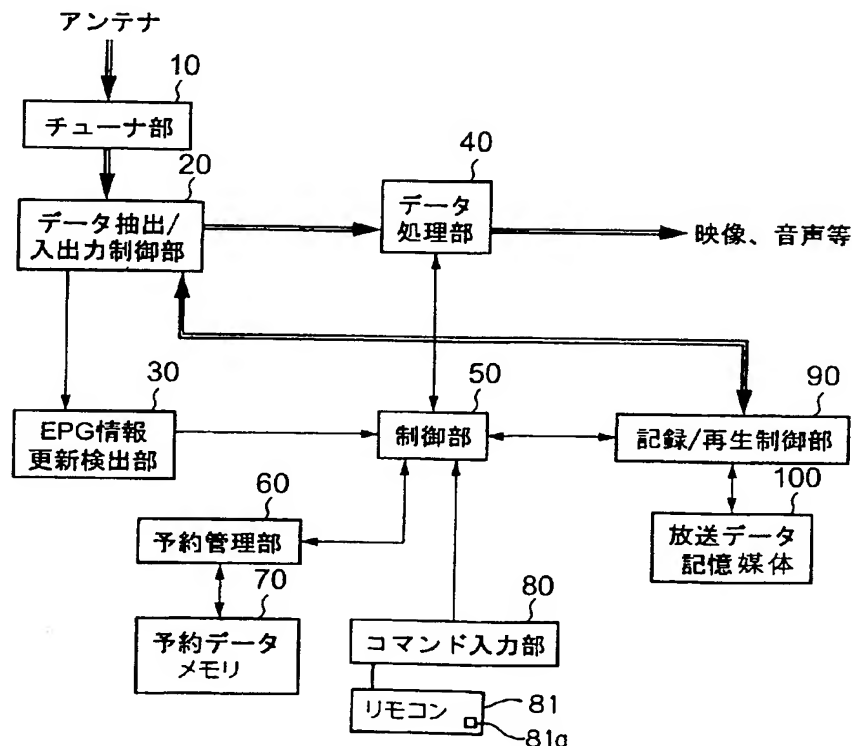 アンテナ
10
チューナ部
20
データ抽出/
入出力制御部
40
データ
処理部
映像、音声等
30
EPG情報
更新検出部
50
制御部
90
記録/再生制御部
60
予約管理部
100
放送データ
記憶媒体
70
予約データ
メモリ
80
コマンド入力部
リモコン
81
81a